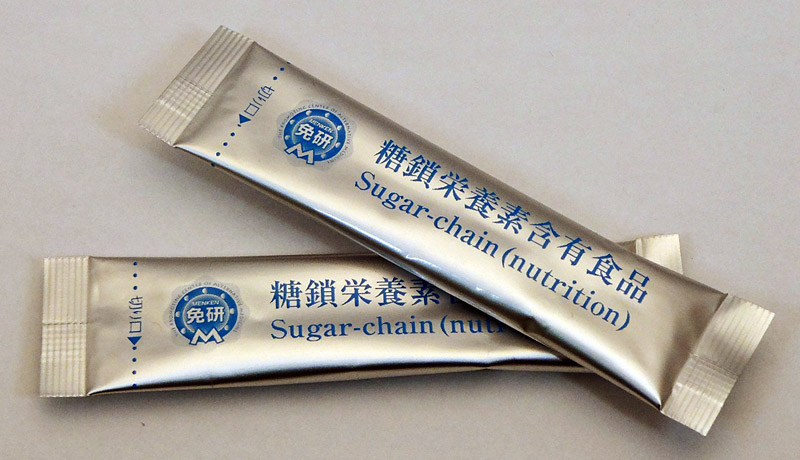 切り口
MENKEN
免研
M
糖鎖栄養素含有食品
Sugar-chain (nutrition)
切り口
MENKEN
免研
M
糖鎖栄養素
Sugar-chain (nut